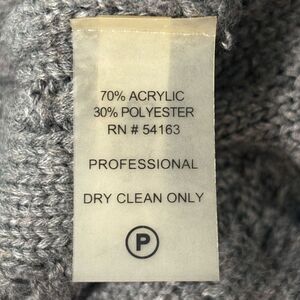 70% ACRYLIC
30% POLYESTER
RN # 54163
PROFESSIONAL
DRY CLEAN ONLY
P